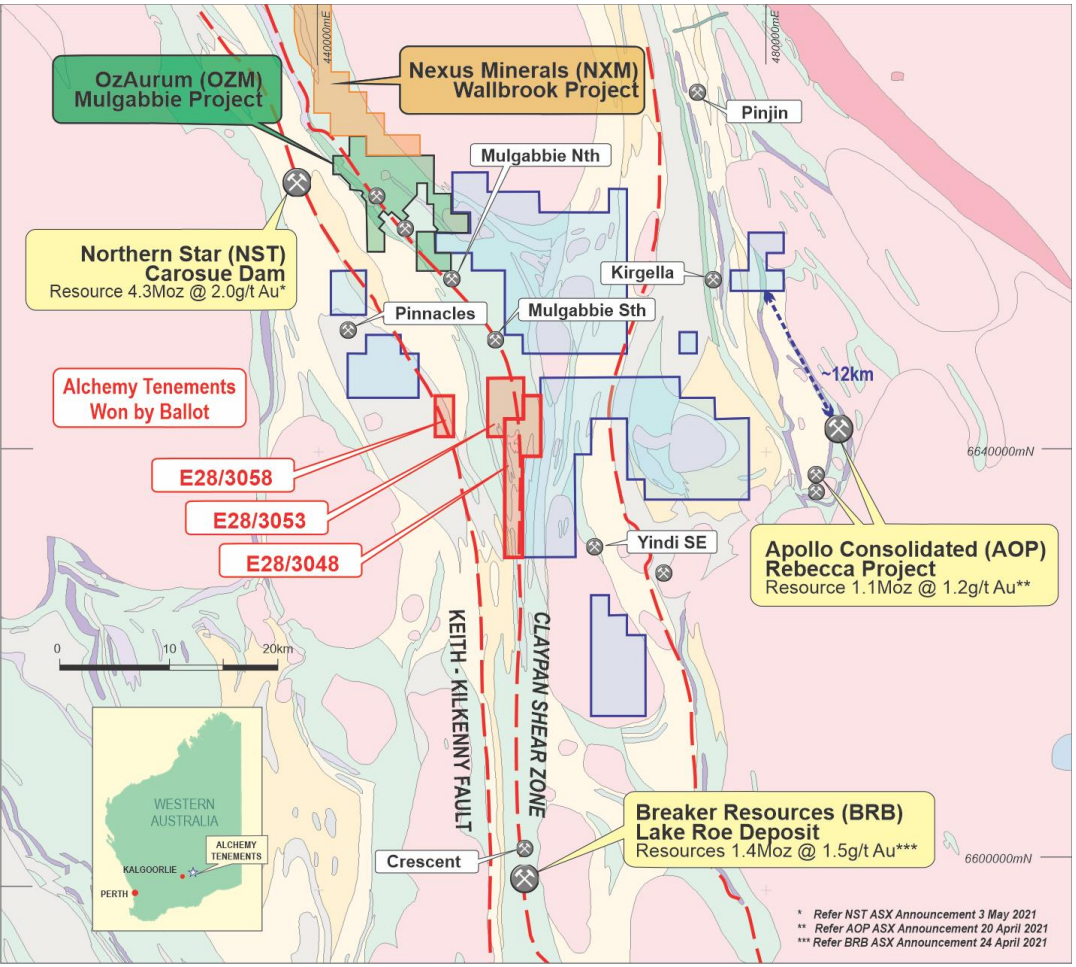 440000mE
480000mE
OzAurum (OZM)
Mulgabbie Project
Nexus Minerals (NXM)
Wallbrook Project
Pinjin
Mulgabbie Nth
Northern Star (NST)
Carosue Dam
Resource 4.3Moz @ 2.0g/t Au*
Kirgella
Pinnacles
Mulgabbie Sth
~12km
Alchemy Tenements
Won by Ballot
6640000mN
E28/3058
E28/3053
E28/3048
Yindi SE
Apollo Consolidated (AOP)
Rebecca Project
Resource 1.1Moz @ 1.2g/t Au**
KEITH - KILKENNY FAULT
CLAYPAN SHEAR ZONE
0 10 20km
WESTERN
AUSTRALIA
ALCHEMY
TENEMENTS
KALGOORLIE
PERTH
Breaker Resources (BRB)
Lake Roe Deposit
Resources 1.4Moz @ 1.5g/t Au***
Crescent
6600000mN
* Refer NST ASX Announcement 3 May 2021
** Refer AOP ASX Announcement 20 April 2021
*** Refer BRB ASX Announcement 24 April 2021